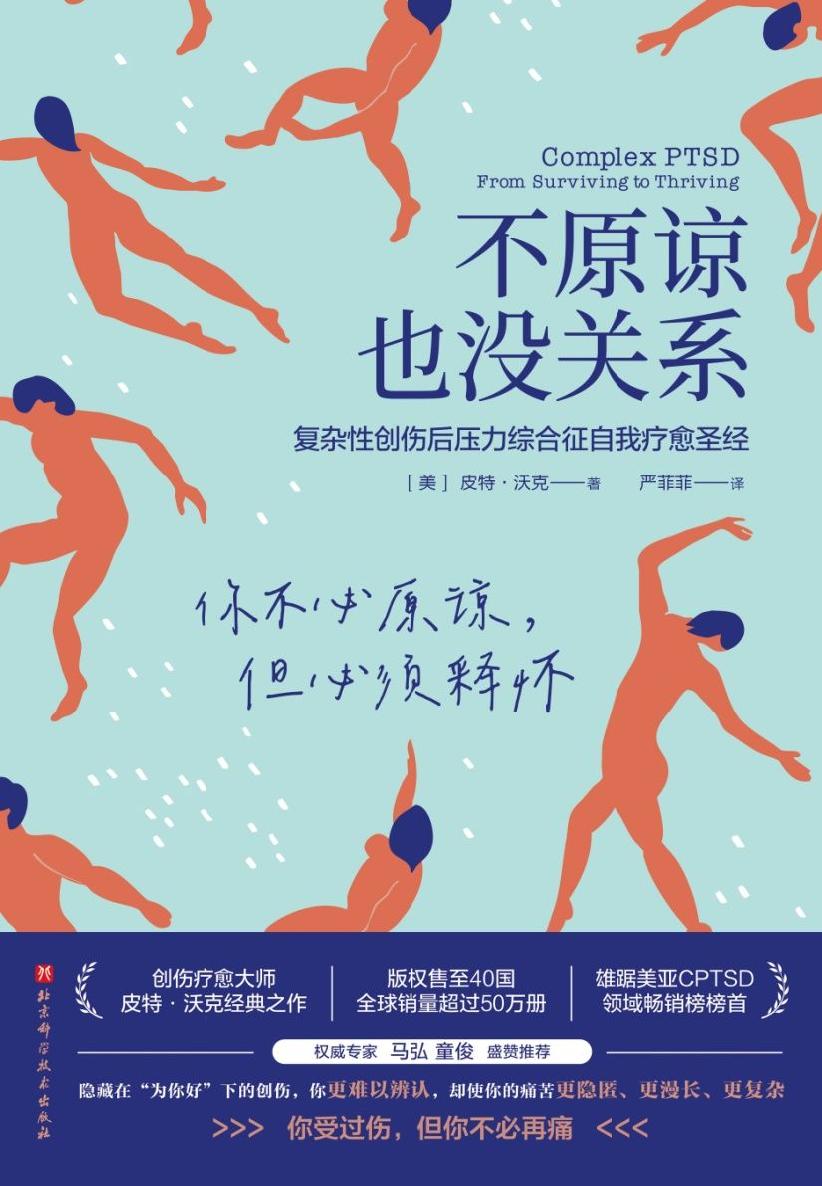 Complex PTSD
From Surviving to Thriving
不原谅
也没关系
复杂性创伤后压力综合征自我疗愈圣经
[美] 皮特·沃克——著 严菲菲——译
你不必原谅，
但必须释怀
北京科学技术出版社
创伤疗愈大师
皮特·沃克经典之作
版权售至40国
全球销量超过50万册
雄踞美亚CPTSD
领域畅销榜榜首
权威专家 马弘 童俊 盛赞推荐
隐藏在“为你好”下的创伤，你更难以辨认，却使你的痛苦更隐匿、更漫长、更复杂
>>> 你受过伤，但你不必再痛 <<<